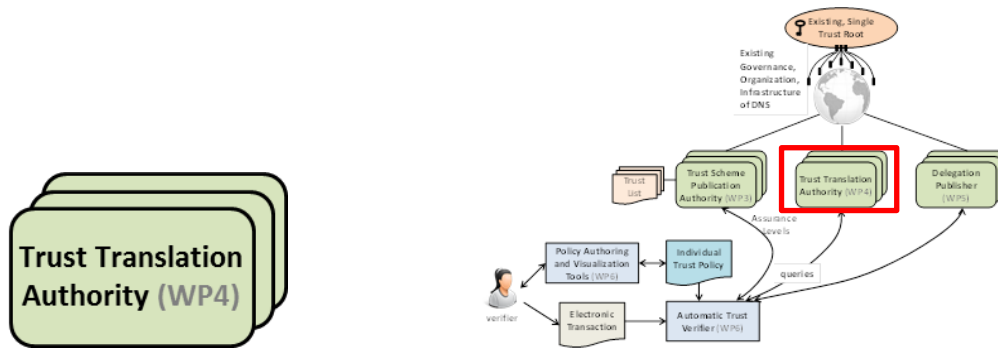 Trust Translation
Authority (WP4)
Existing, Single
Trust Root
Existing
Governance,
Organization,
Infrastructure
of DNS
Trust
List
Trust Scheme
Publication
Authority (WP3)
Trust Translation
Authority (WP4)
Delegation
Publisher
(WP5)
Assurance
Levels
Policy Authoring
and Visualization
Tools (WP6)
Individual
Trust Policy
queries
verifier
Electronic
Transaction
Automatic Trust
Verifier (WP6)